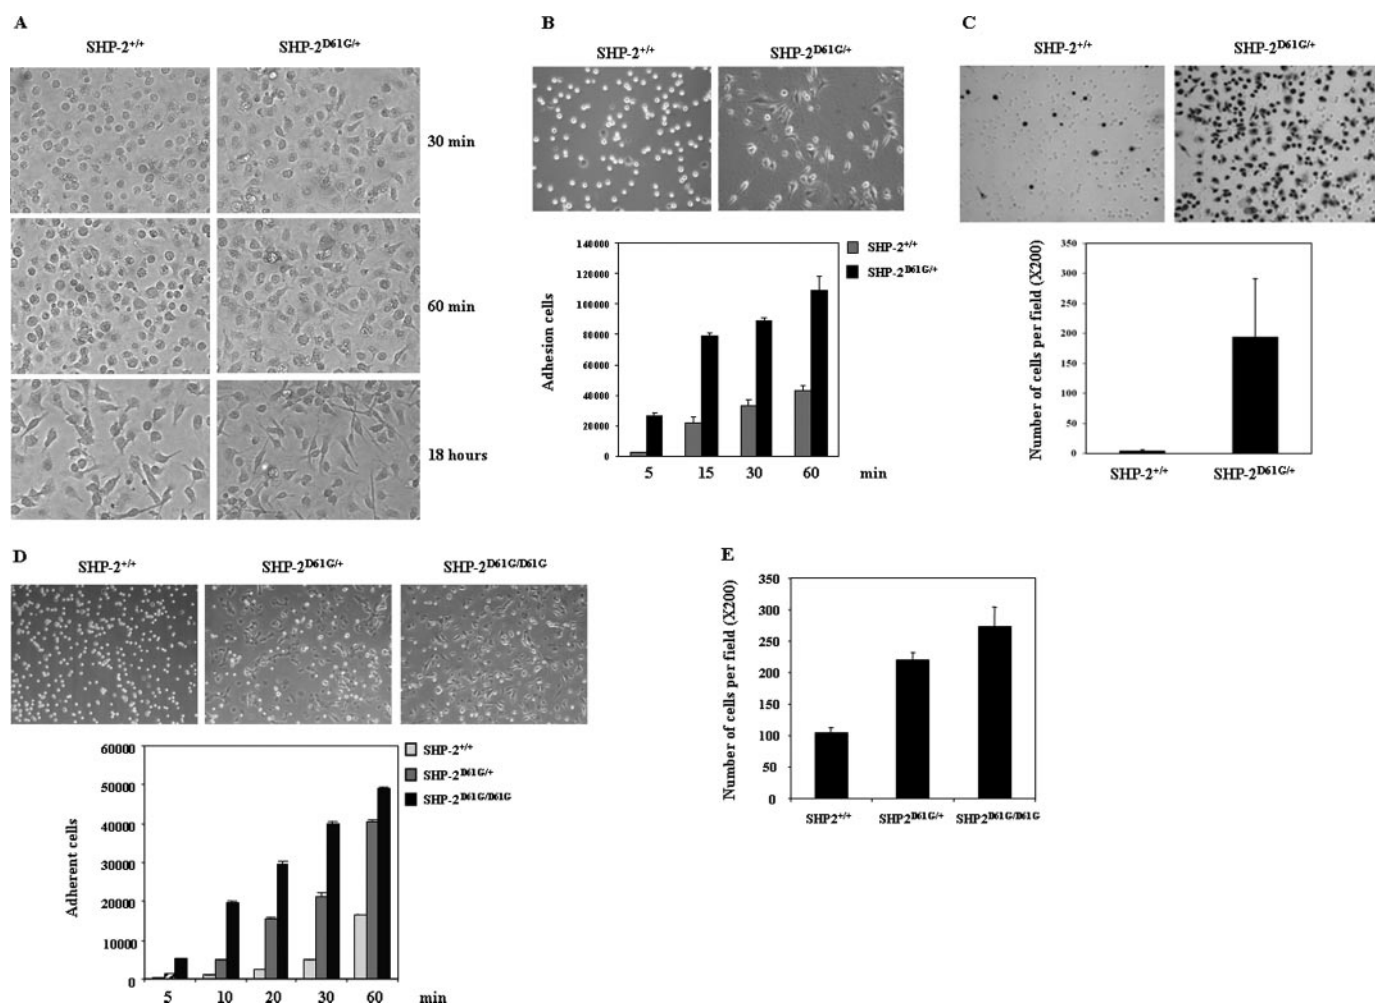 A
SHP-2+/+
SHP-2D61G/+
30 min
60 min
18 hours
B
SHP-2+/+
SHP-2D61G/+
SHP-2+/+
SHP-2D61G/+
Adhesion cells
140000
120000
100000
80000
60000
40000
20000
0
5
15
30
60
min
C
SHP-2+/+
SHP-2D61G/+
Number of cells per field (X200)
350
300
250
200
150
100
50
0
SHP-2+/+
SHP-2D61G/+
D
SHP-2+/+
SHP-2D61G/+
SHP-2D61G/D61G
SHP-2+/+
SHP-2D61G/+
SHP-2D61G/D61G
Adherent cells
60000
50000
40000
30000
20000
10000
0
5
10
20
30
60
min
E
Number of cells per field (X200)
350
300
250
200
150
100
50
0
SHP2+/+
SHP2D61G/+
SHP2D61G/D61G